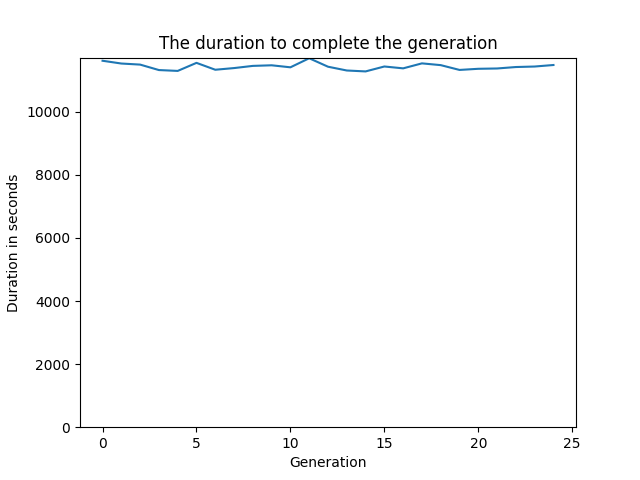 The duration to complete the generation
10000
8000
6000
4000
2000
0
Duration in seconds
0 5 10 15 20 25
Generation